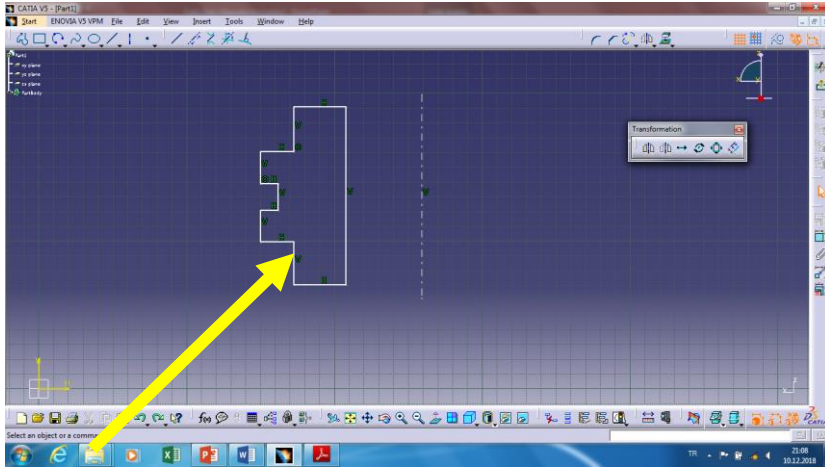 CATIA V5 - [Part1]
Start ENOVIA V5 VPM File Edit View Insert Tools Window Help
Part1
xy plane
yz plane
zx plane
PartBody
Transformation
Select an object or a comma
TR
21:08
10.12.2018